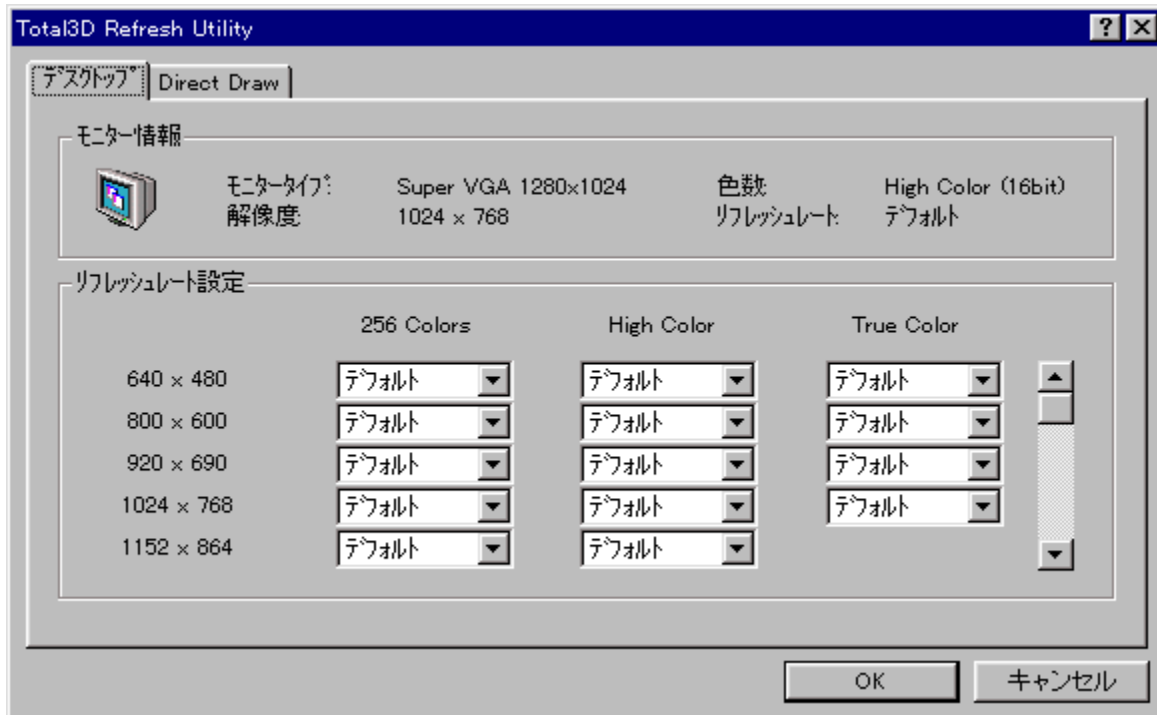 Total3D Refresh Utility
デスクトップ Direct Draw
モニター情報
モニタータイプ: Super VGA 1280x1024 色数: High Color (16bit)
解像度: 1024 x 768 リフレッシュレート: デフォルト
リフレッシュレート設定
256 Colors High Color True Color
640 x 480 デフォルト デフォルト デフォルト
800 x 600 デフォルト デフォルト デフォルト
920 x 690 デフォルト デフォルト デフォルト
1024 x 768 デフォルト デフォルト デフォルト
1152 x 864 デフォルト デフォルト
OK キャンセル